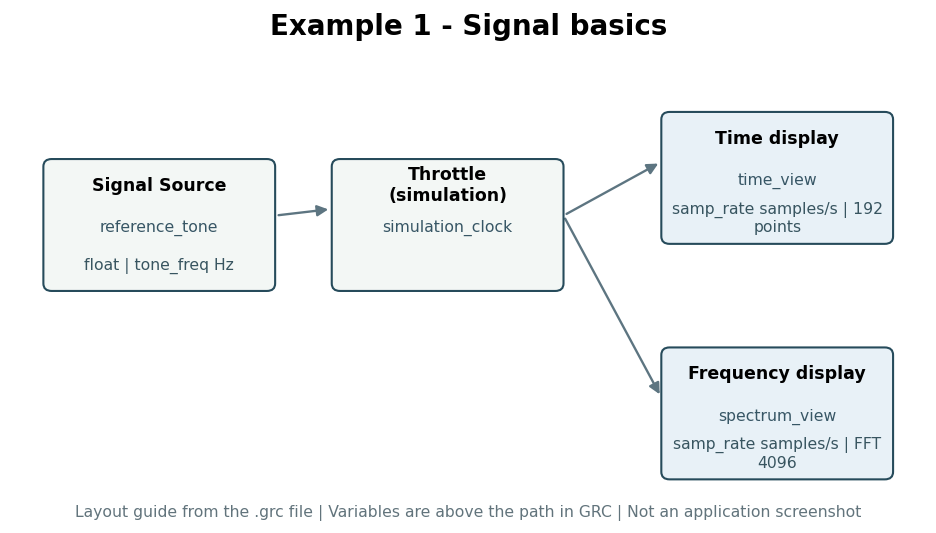 Example 1 - Signal basics
Signal Source
reference_tone
float | tone_freq Hz
Throttle
(simulation)
simulation_clock
Time display
time_view
samp_rate samples/s | 192
points
Frequency display
spectrum_view
samp_rate samples/s | FFT
4096
Layout guide from the .grc file | Variables are above the path in GRC | Not an application screenshot